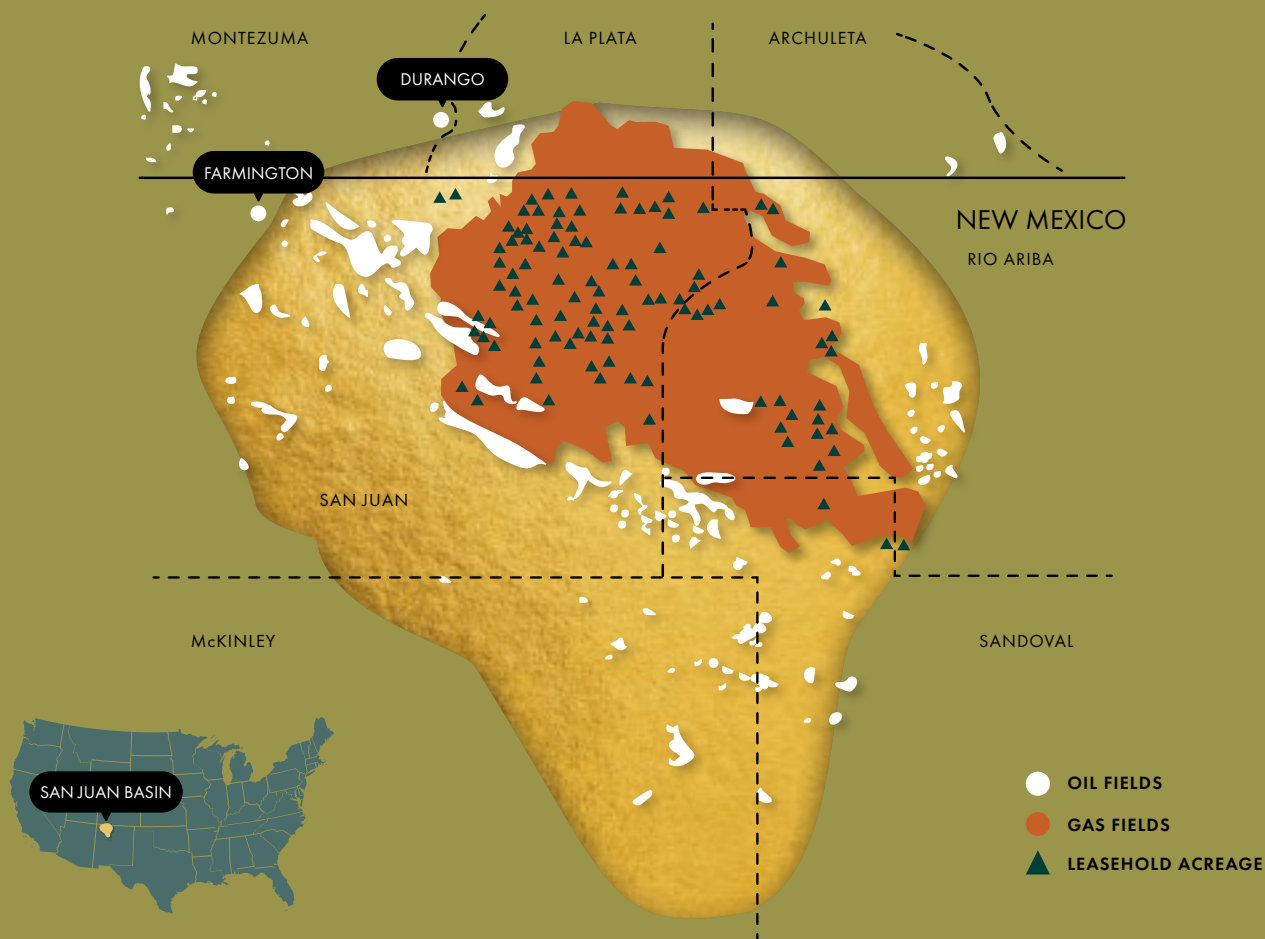 MONTEZUMA
LA PLATA
ARCHULETA
DURANGO
FARMINGTON
NEW MEXICO
RIO ARIBA
SAN JUAN
McKINLEY
SANDOVAL
SAN JUAN BASIN
OIL FIELDS
GAS FIELDS
LEASEHOLD ACREAGE